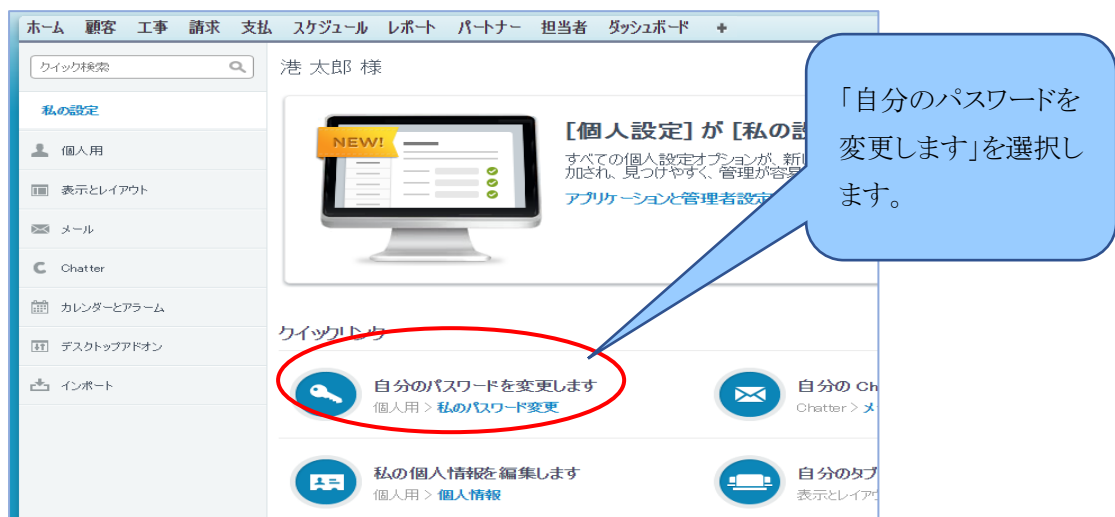 ホーム 顧客 工事 請求 支払 スケジュール レポート パートナー 担当者 ダッシュボード +
クイック検索
港 太郎 様
私の設定
個人用
表示とレイアウト
メール
Chatter
カレンダーとアラーム
デスクトップアドオン
インポート
NEW!
[個人設定] が [私の設
すべての個人設定オプションが、新
加され、見つけやすく、管理が容易
アプリケーションと管理者設定
「自分のパスワードを
変更します」を選択し
ます。
クイックリンク
自分のパスワードを変更します
個人用 > 私のパスワード変更
自分の Ch
Chatter > メ
私の個人情報を編集します
個人用 > 個人情報
自分のタブ
表示とレイアウ